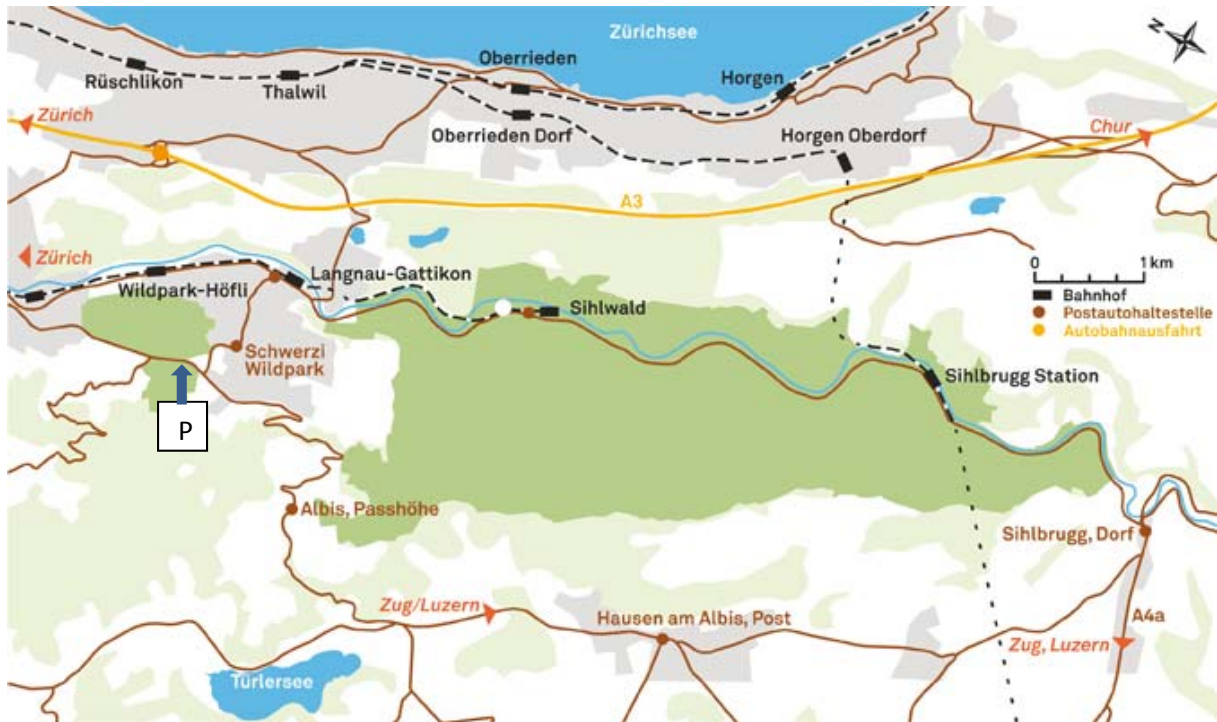 Zürichsee
N
Oberrieden
Rüschlikon
Thalwil
Horgen
Zürich
Oberrieden Dorf
Horgen Oberdorf
Chur
A3
Zürich
Langnau-Gattikon
Wildpark-Höfli
Sihlwald
0 1 km
Bahnhof
Postautohaltestelle
Autobahnausfahrt
Schwerzi
Wildpark
Sihlbrugg Station
P
Albis, Passhöhe
Sihlbrugg, Dorf
Zug/Luzern
Hausen am Albis, Post
A4a
Zug, Luzern
Türlersee